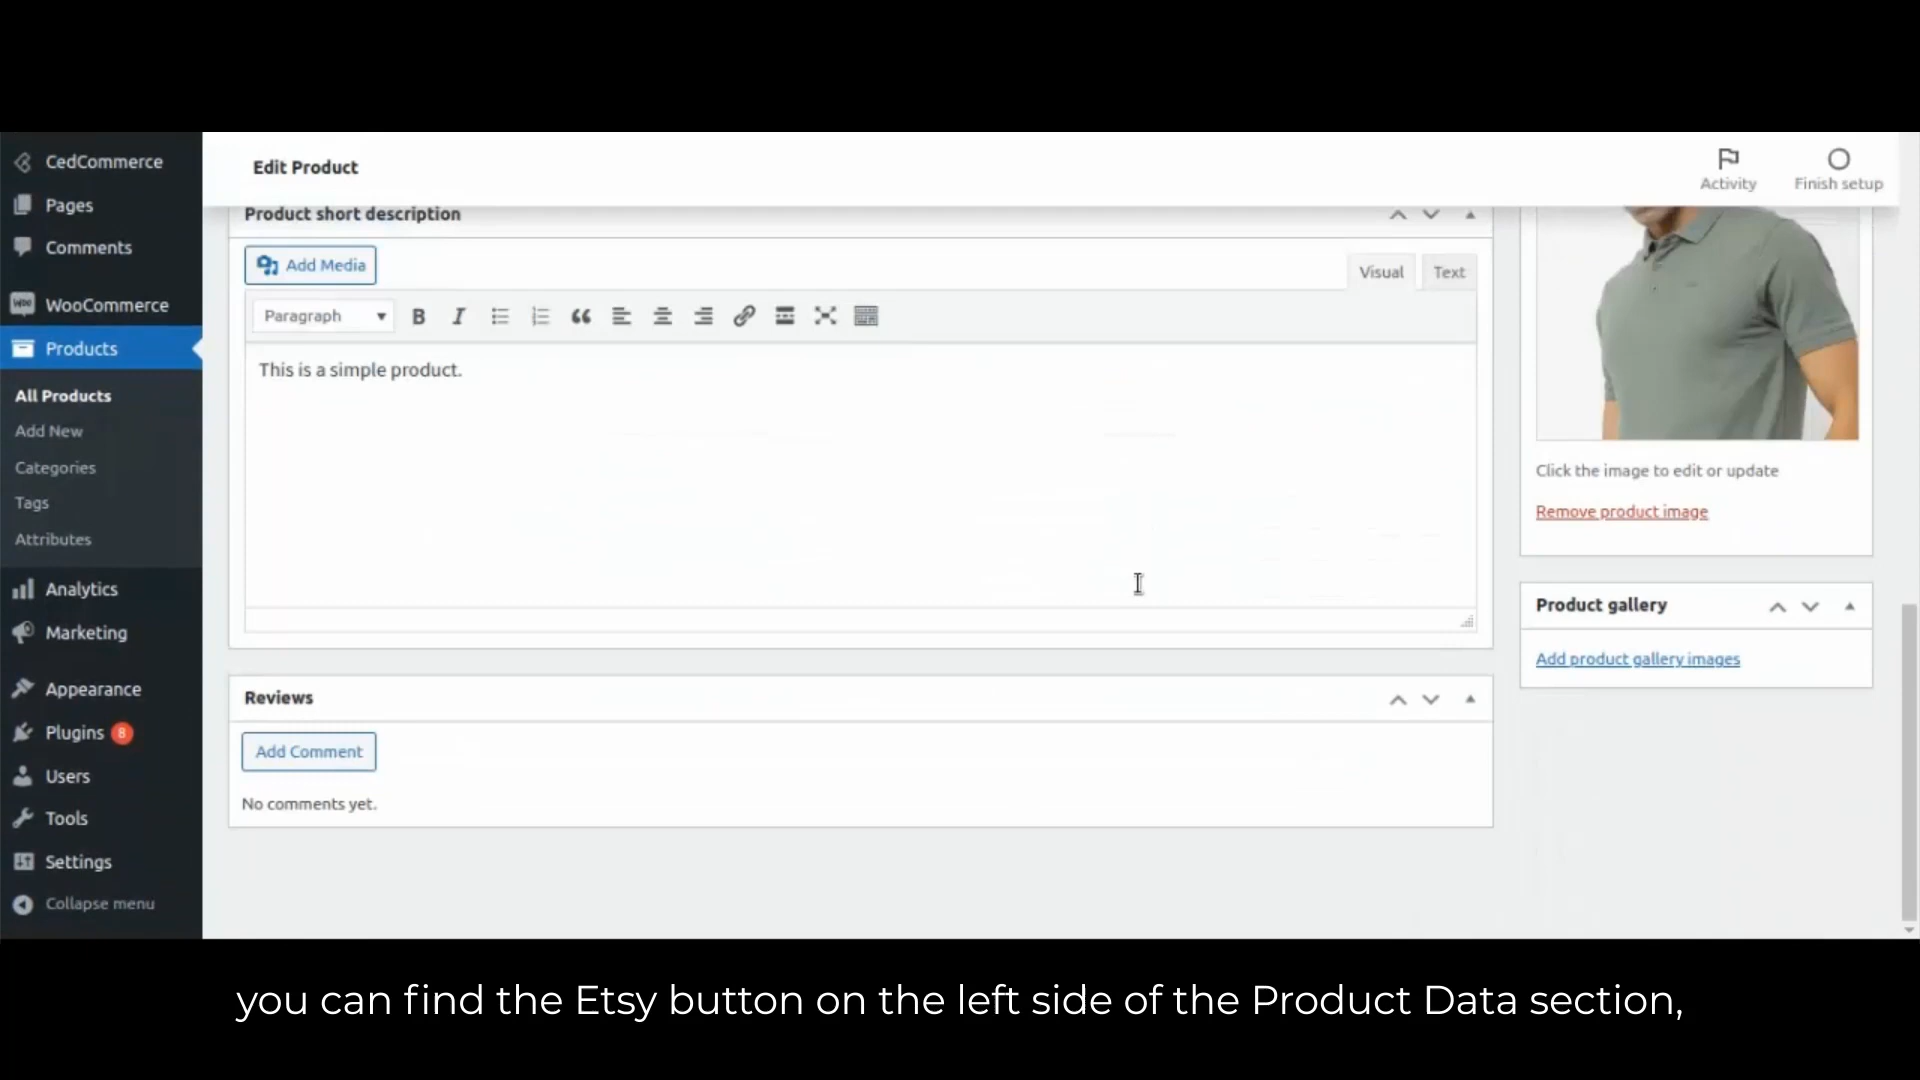 CedCommerce
Pages
Comments
WooCommerce
Products
All Products
Add New
Categories
Tags
Attributes
Analytics
Marketing
Appearance
Plugins 8
Users
Tools
Settings
Collapse menu
Edit Product
Activity
Finish setup
Product short description
Add Media
Visual
Text
Paragraph
This is a simple product.
Click the image to edit or update
Remove product image
Product gallery
Add product gallery images
Reviews
Add Comment
No comments yet.
you can find the Etsy button on the left side of the Product Data section,